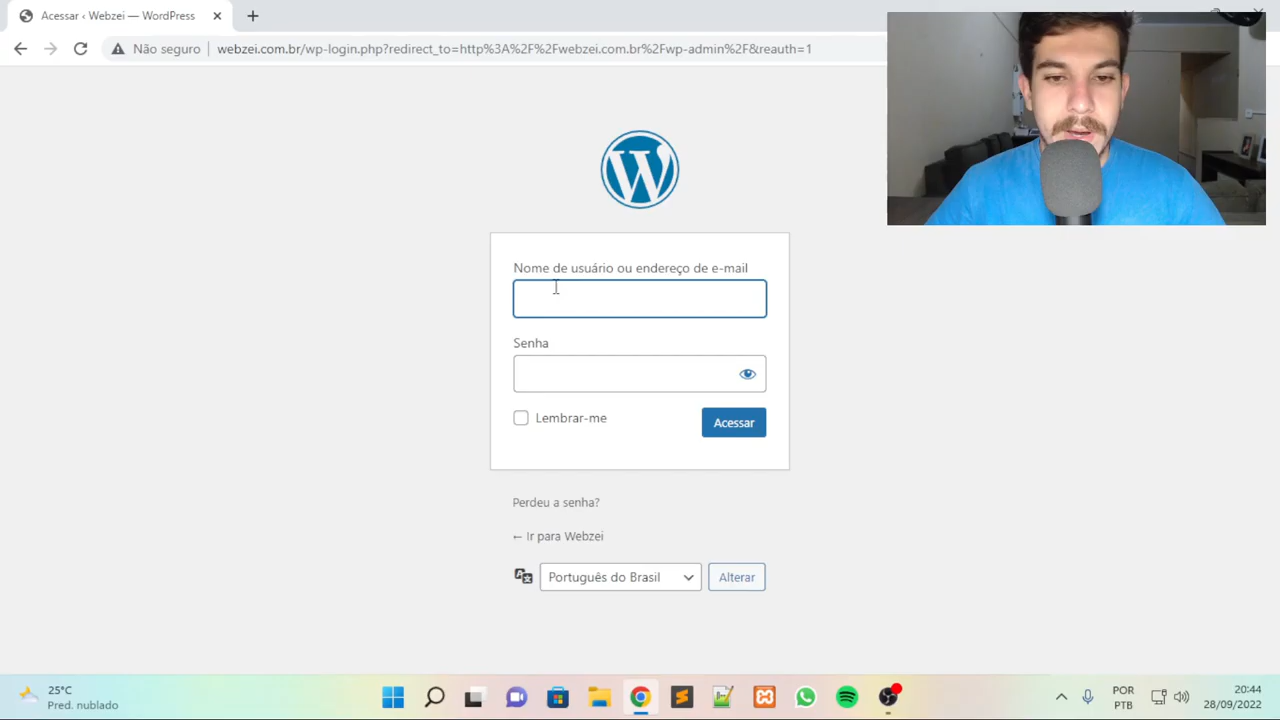 Acessar ‹ Webzei — WordPress
Não seguro
webzei.com.br/wp-login.php?redirect_to=http%3A%2F%2Fwebzei.com.br%2Fwp-admin%2F&reauth=1
Nome de usuário ou endereço de e-mail
Senha
Lembrar-me
Acessar
Perdeu a senha?
← Ir para Webzei
Português do Brasil
Alterar
25°C
Pred. nublado
POR
PTB
20:44
28/09/2022